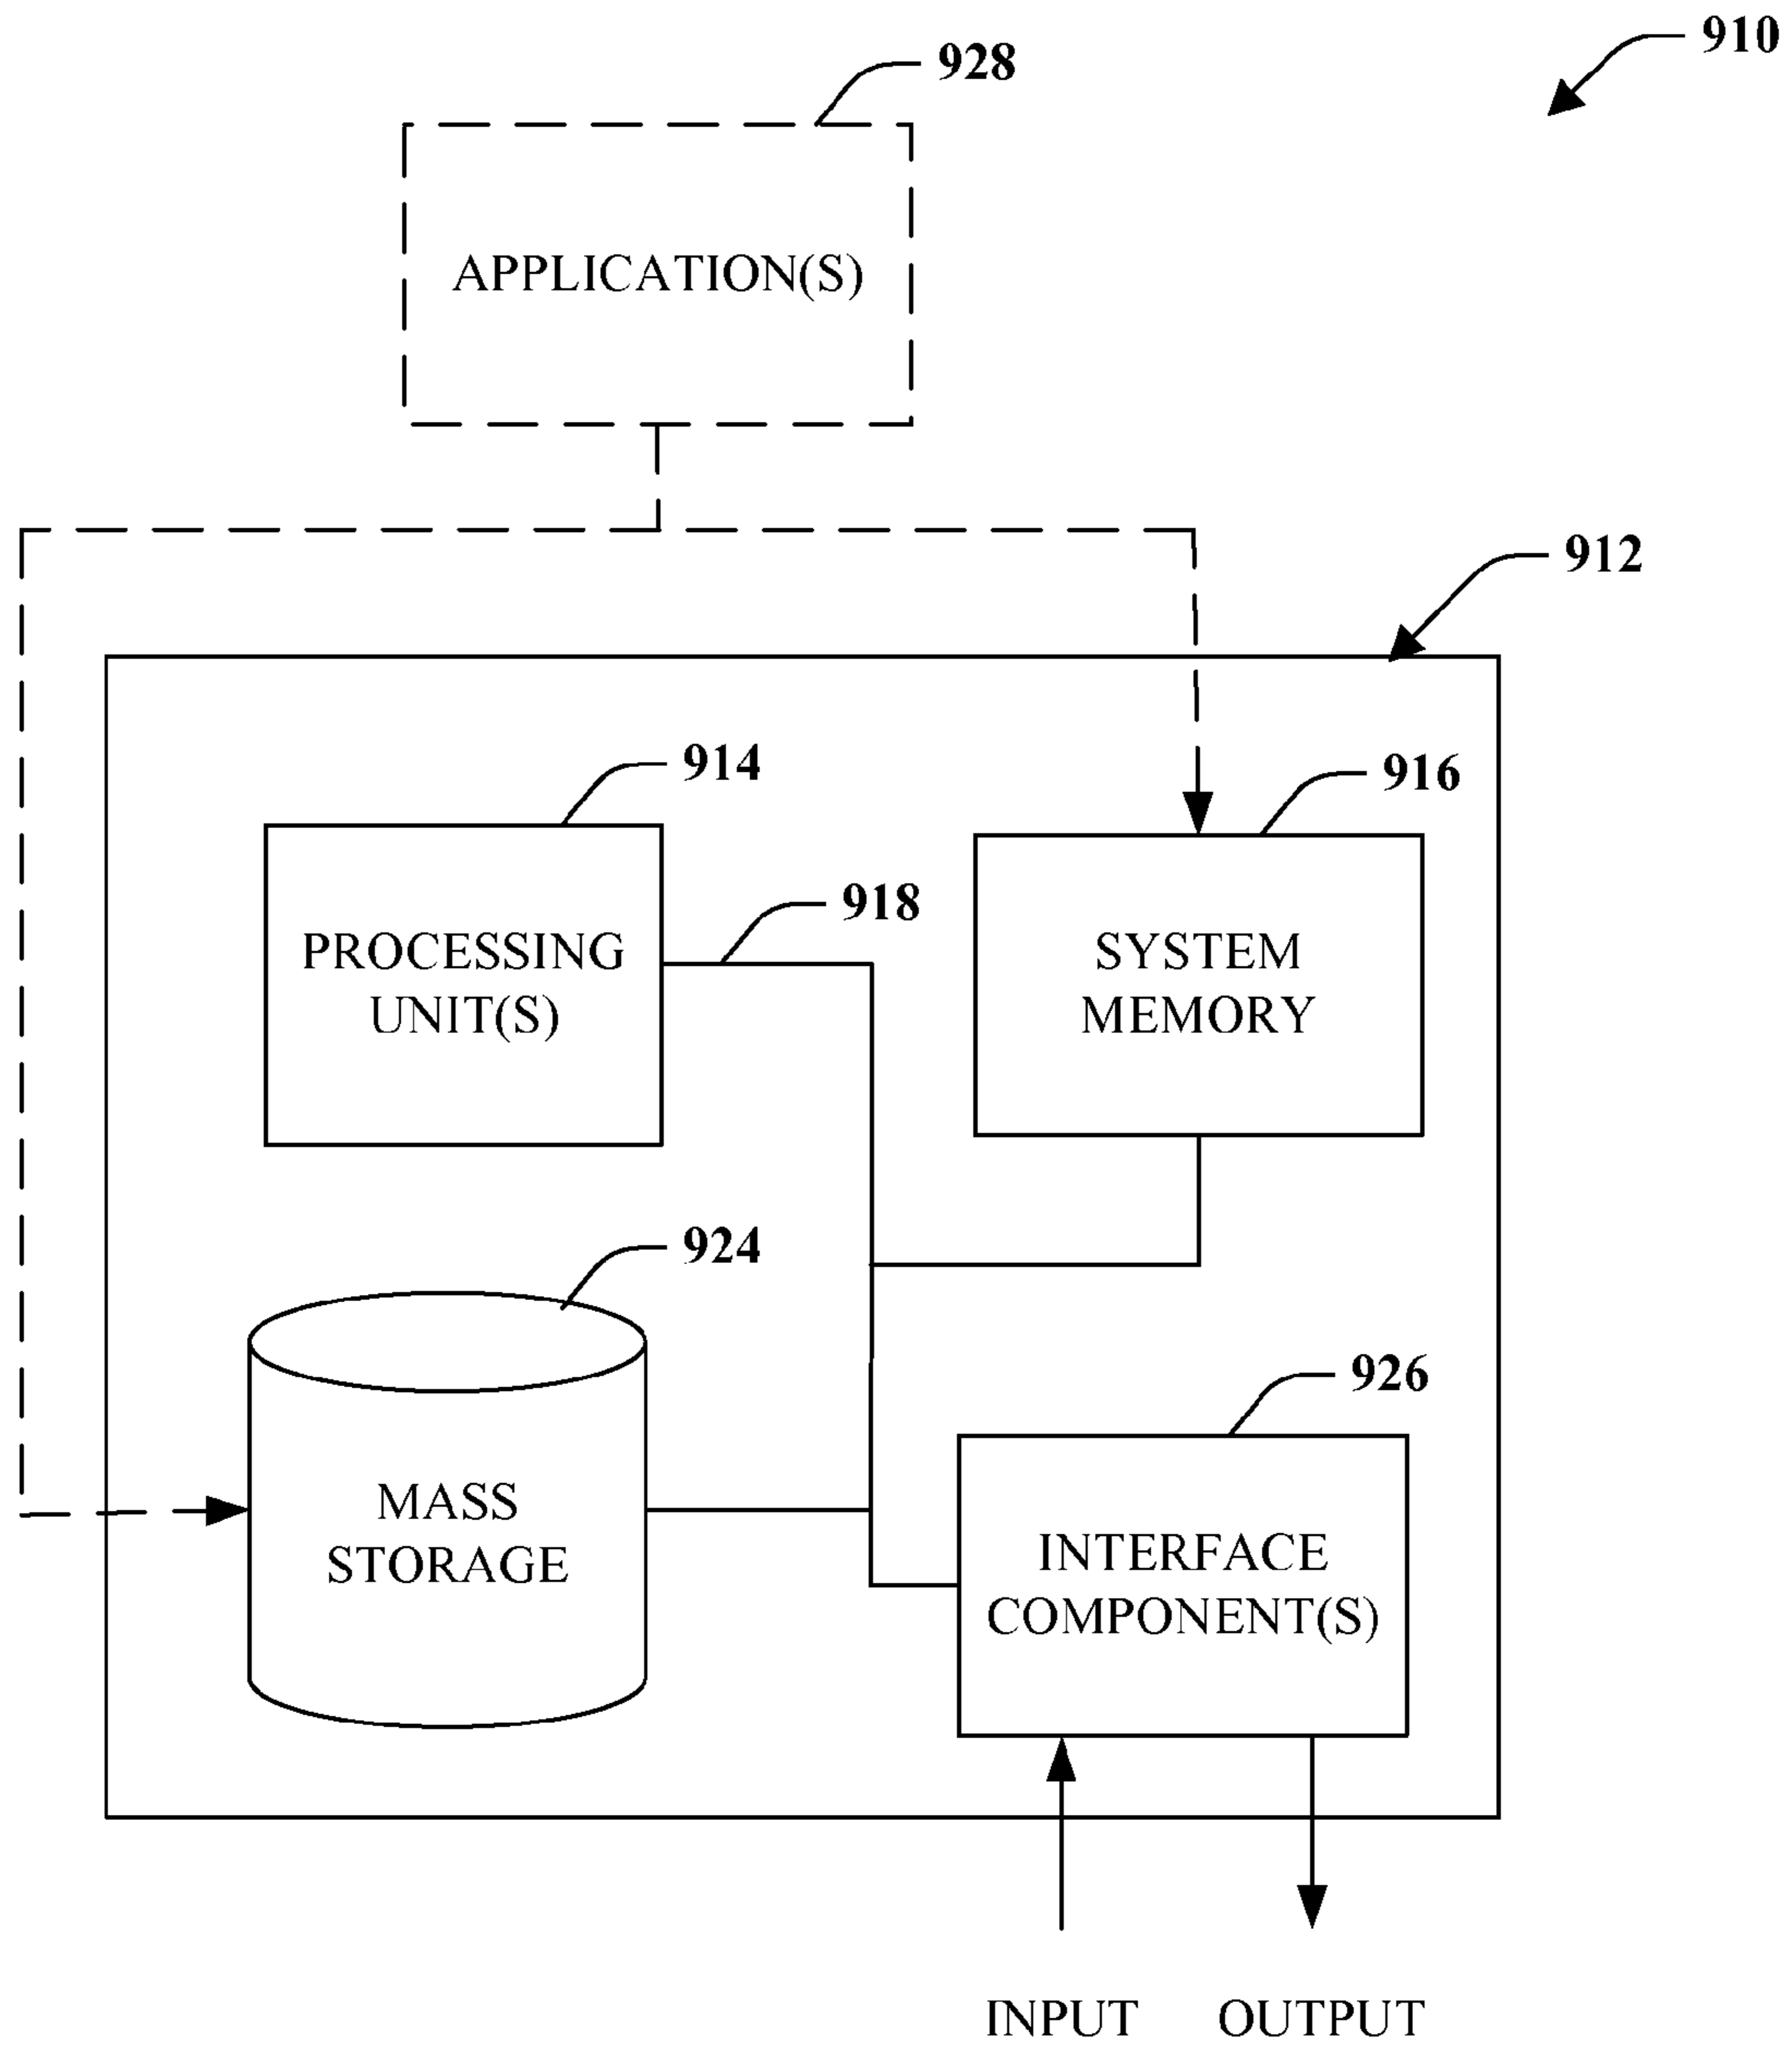 910
928
APPLICATION(S)
912
914
916
918
PROCESSING
UNIT(S)
SYSTEM
MEMORY
924
926
MASS
STORAGE
INTERFACE
COMPONENT(S)
INPUT
OUTPUT